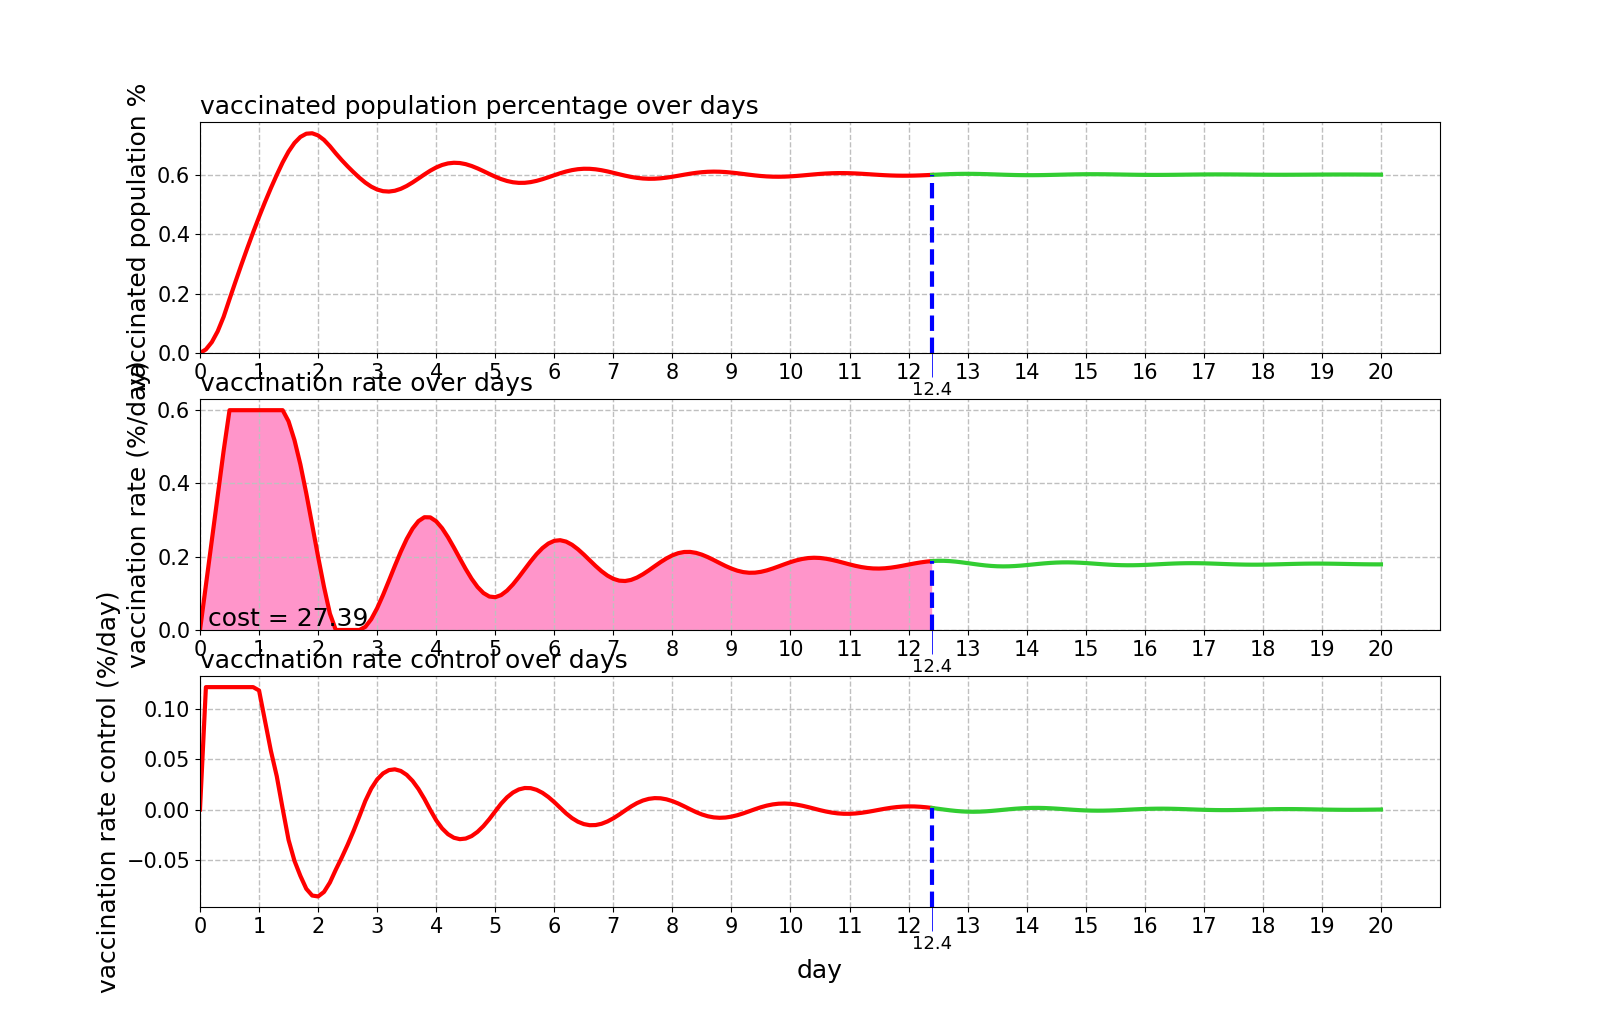 vaccinated population percentage over days
vaccinated population %
0.6
0.4
0.2
0.0
0 1 2 3 4 5 6 7 8 9 10 11 12 13 14 15 16 17 18 19 20
12.4
vaccination rate over days
vaccination rate (%/day)
0.6
0.4
0.2
0.0
cost = 27.39
0 1 2 3 4 5 6 7 8 9 10 11 12 13 14 15 16 17 18 19 20
12.4
vaccination rate control over days
vaccination rate control (%/day)
0.10
0.05
0.00
−0.05
0 1 2 3 4 5 6 7 8 9 10 11 12 13 14 15 16 17 18 19 20
12.4
day